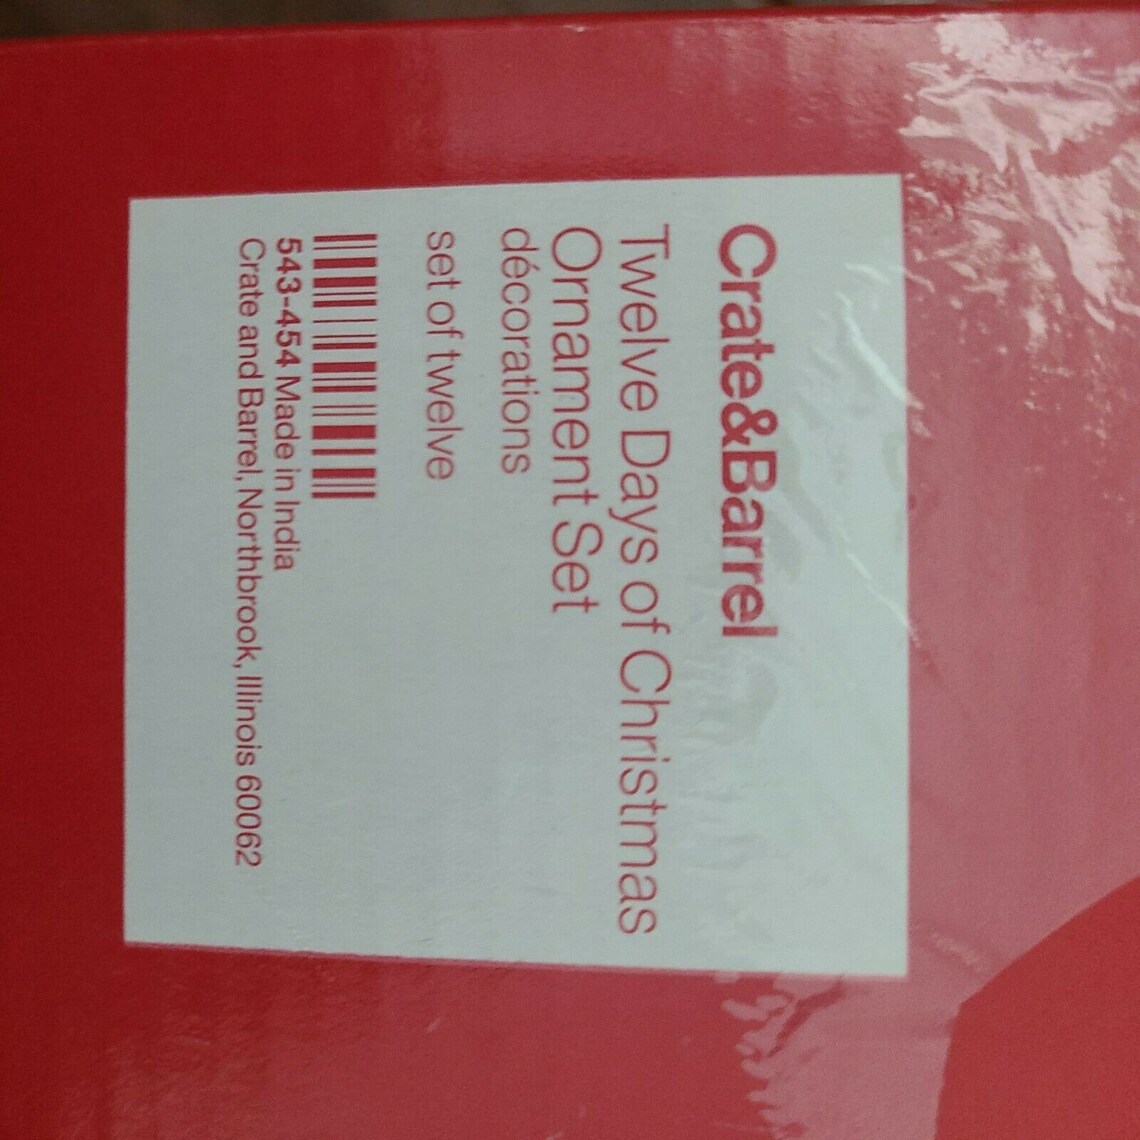 Crate&Barrel
Twelve Days of Christmas
Ornament Set
décorations
set of twelve
543-454 Made in India
Crate and Barrel, Northbrook, Illinois 60062